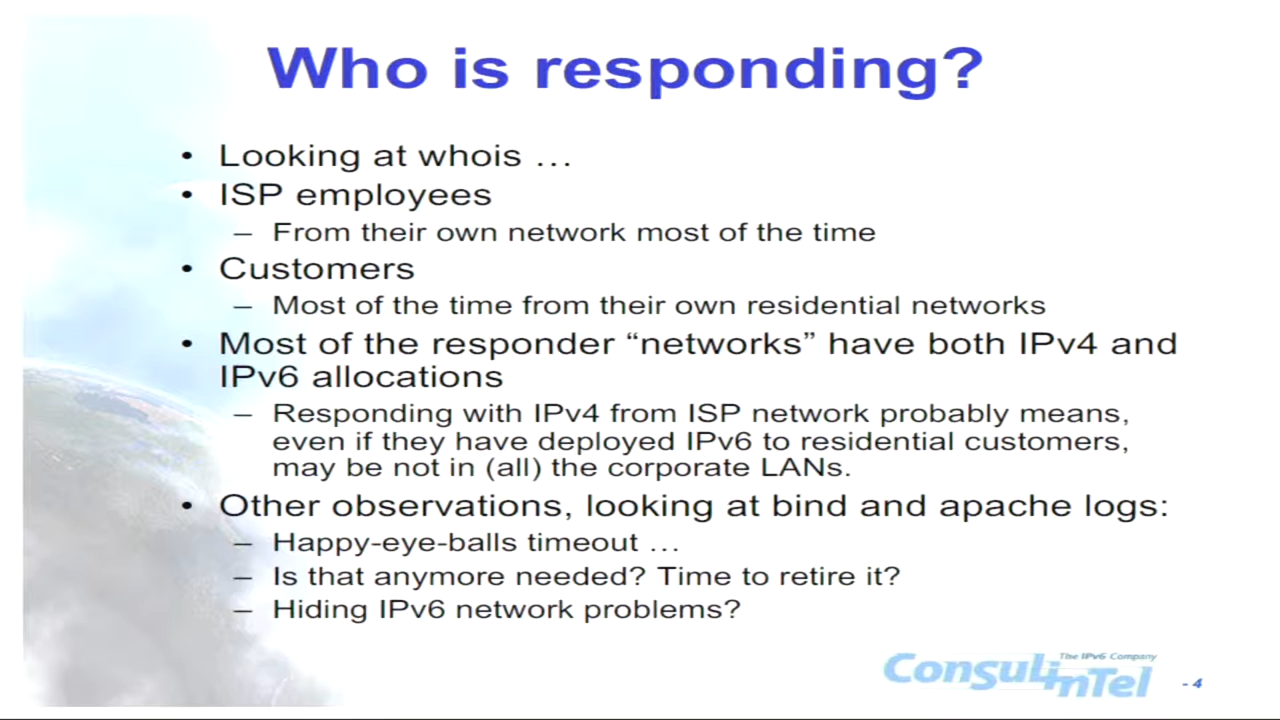 Who is responding?
• Looking at whois …
• ISP employees
– From their own network most of the time
• Customers
– Most of the time from their own residential networks
• Most of the responder “networks” have both IPv4 and
IPv6 allocations
– Responding with IPv4 from ISP network probably means,
even if they have deployed IPv6 to residential customers,
may be not in (all) the corporate LANs.
• Other observations, looking at bind and apache logs:
– Happy-eye-balls timeout …
– Is that anymore needed? Time to retire it?
– Hiding IPv6 network problems?
The IPv6 Company
ConsulinTel
- 4